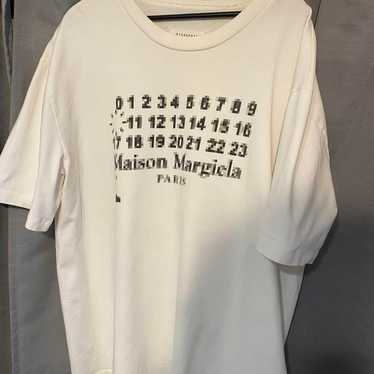 0 1 2 3 4 5 6 7 8 9
11 12 13 14 15 16
17 18 19 20 21 22 23
Maison Margiela
PARIS